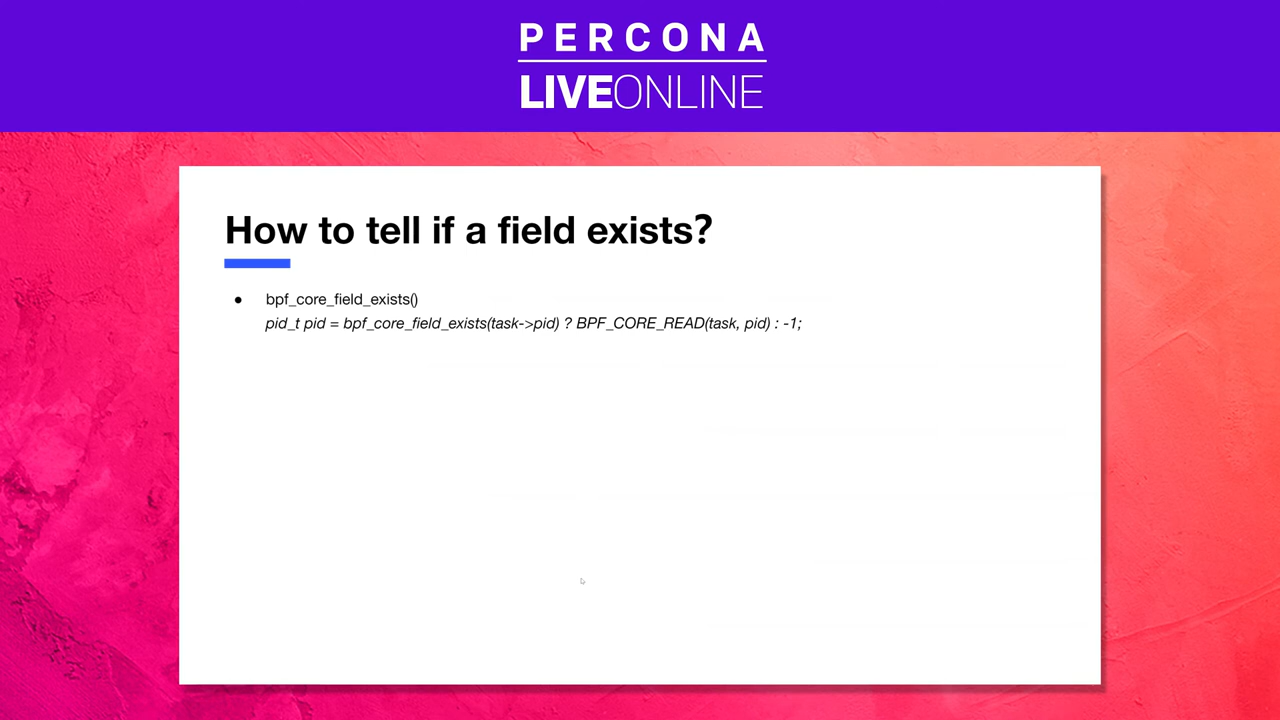 PERCONA
LIVEONLINE
How to tell if a field exists?
● bpf_core_field_exists()
pid_t pid = bpf_core_field_exists(task->pid) ? BPF_CORE_READ(task, pid) : -1;